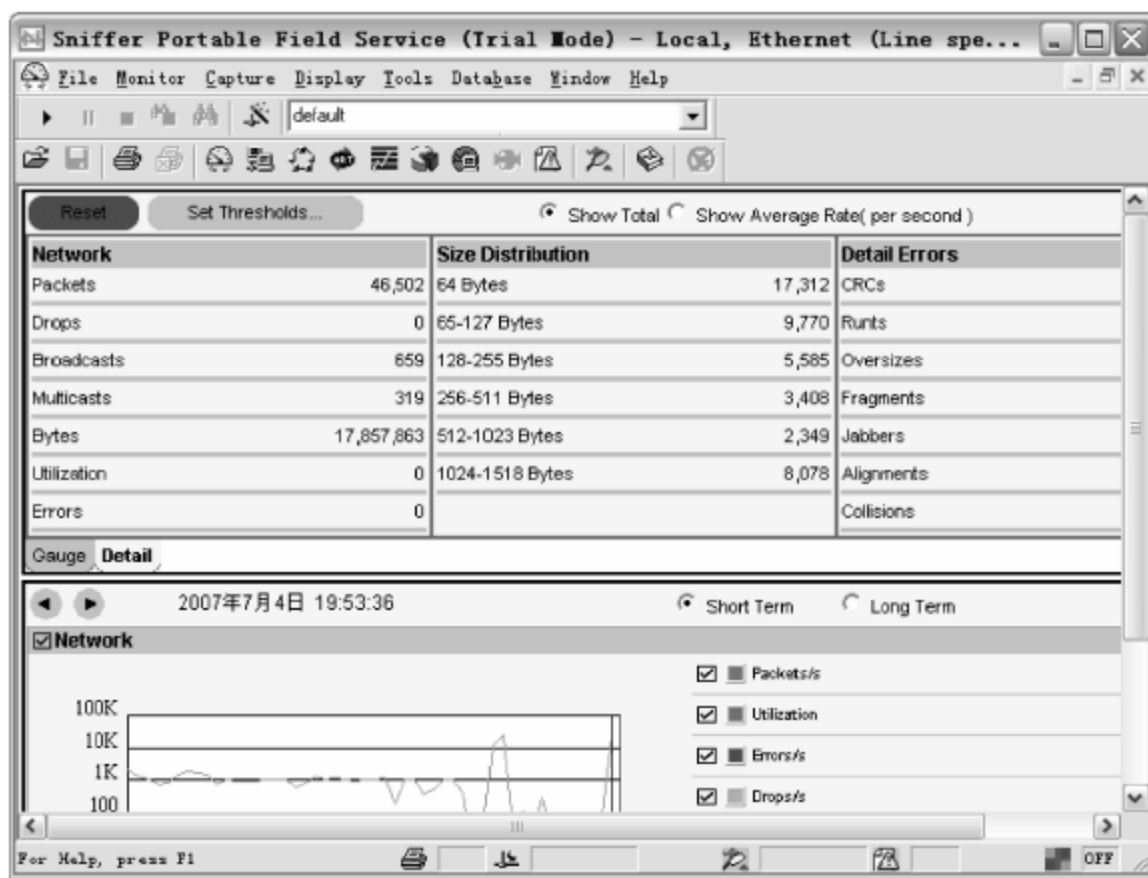 Sniffer Portable Field Service (Trial Mode) - Local, Ethernet (Line spe...
File Monitor Capture Display Tools Database Window Help
default
Reset Set Thresholds... Show Total Show Average Rate( per second )
Network Size Distribution Detail Errors
Packets 46,502 64 Bytes 17,312 CRCs
Drops 0 65-127 Bytes 9,770 Runts
Broadcasts 659 128-255 Bytes 5,585 Oversizes
Multicasts 319 256-511 Bytes 3,408 Fragments
Bytes 17,857,863 512-1023 Bytes 2,349 Jabbers
Utilization 0 1024-1518 Bytes 8,078 Alignments
Errors 0 Collisions
Gauge Detail
2007年7月4日 19:53:36 Short Term Long Term
Network
Packets/s
100K Utilization
10K Errors/s
1K
100 Drops/s
For Help, press F1 OFF